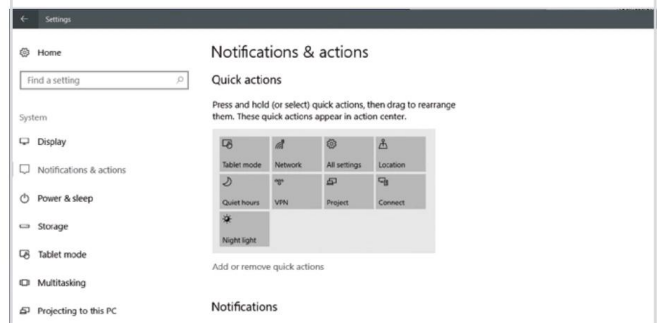 Settings
Home
Find a setting
System
Display
Notifications & actions
Power & sleep
Storage
Tablet mode
Multitasking
Projecting to this PC
Notifications & actions
Quick actions
Press and hold (or select) quick actions, then drag to rearrange
them. These quick actions appear in action center.
Tablet mode Network All settings Location
Quiet hours VPN Project Connect
Night light
Add or remove quick actions
Notifications